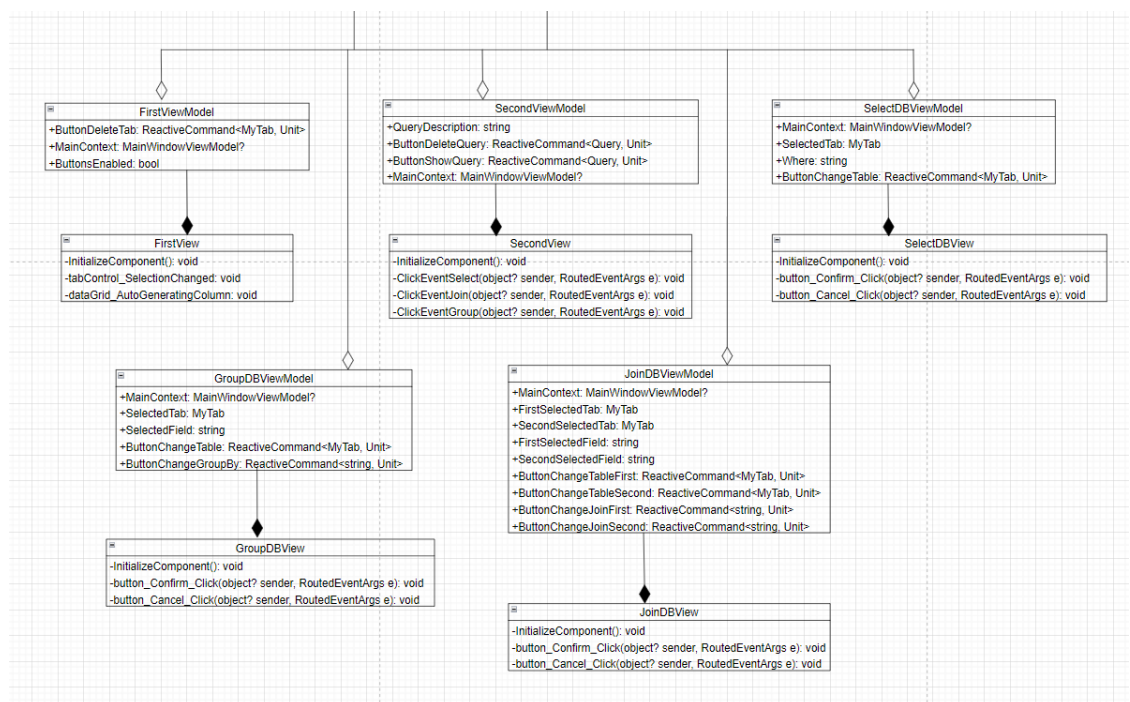 FirstViewModel
+ButtonDeleteTab: ReactiveCommand<MyTab, Unit>
+MainContext: MainWindowViewModel?
+ButtonsEnabled: bool
SecondViewModel
+QueryDescription: string
+ButtonDeleteQuery: ReactiveCommand<Query, Unit>
+ButtonShowQuery: ReactiveCommand<Query, Unit>
+MainContext: MainWindowViewModel?
SelectDBViewModel
+MainContext: MainWindowViewModel?
+SelectedTab: MyTab
+Where: string
+ButtonChangeTable: ReactiveCommand<MyTab, Unit>
FirstView
-InitializeComponent(): void
-tabControl_SelectionChanged: void
-dataGrid_AutoGeneratingColumn: void
SecondView
-InitializeComponent(): void
-ClickEventSelect(object? sender, RoutedEventArgs e): void
-ClickEventJoin(object? sender, RoutedEventArgs e): void
-ClickEventGroup(object? sender, RoutedEventArgs e): void
SelectDBView
-InitializeComponent(): void
-button_Confirm_Click(object? sender, RoutedEventArgs e): void
-button_Cancel_Click(object? sender, RoutedEventArgs e): void
GroupDBViewModel
+MainContext: MainWindowViewModel?
+SelectedTab: MyTab
+SelectedField: string
+ButtonChangeTable: ReactiveCommand<MyTab, Unit>
+ButtonChangeGroupBy: ReactiveCommand<string, Unit>
JoinDBViewModel
+MainContext: MainWindowViewModel?
+FirstSelectedTab: MyTab
+SecondSelectedTab: MyTab
+FirstSelectedField: string
+SecondSelectedField: string
+ButtonChangeTableFirst: ReactiveCommand<MyTab, Unit>
+ButtonChangeTableSecond: ReactiveCommand<MyTab, Unit>
+ButtonChangeJoinFirst: ReactiveCommand<string, Unit>
+ButtonChangeJoinSecond: ReactiveCommand<string, Unit>
GroupDBView
-InitializeComponent(): void
-button_Confirm_Click(object? sender, RoutedEventArgs e): void
-button_Cancel_Click(object? sender, RoutedEventArgs e): void
JoinDBView
-InitializeComponent(): void
-button_Confirm_Click(object? sender, RoutedEventArgs e): void
-button_Cancel_Click(object? sender, RoutedEventArgs e): void